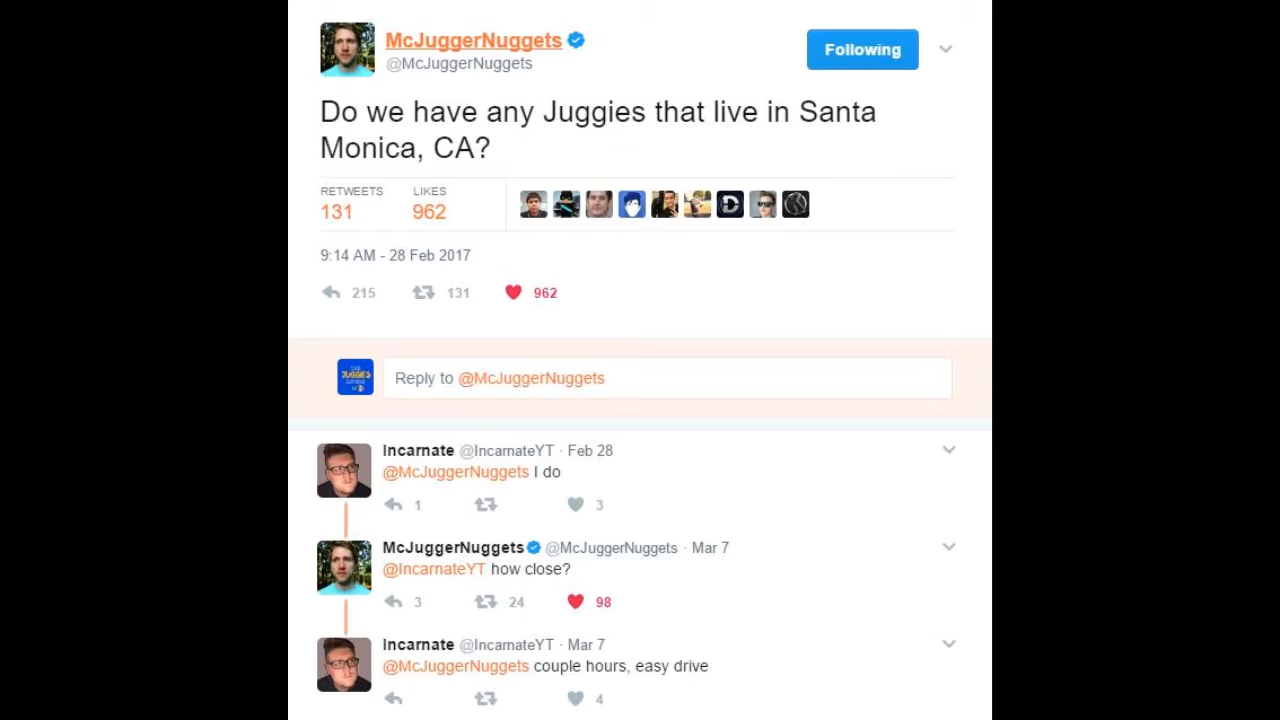 McJuggerNuggets
Following
@McJuggerNuggets
Do we have any Juggies that live in Santa
Monica, CA?
RETWEETS LIKES
131 962
9:14 AM - 28 Feb 2017
215 131 962
JUGGIES
Reply to @McJuggerNuggets
Incarnate @IncarnateYT · Feb 28
@McJuggerNuggets I do
1 3
McJuggerNuggets @McJuggerNuggets · Mar 7
@IncarnateYT how close?
3 24 98
Incarnate @IncarnateYT · Mar 7
@McJuggerNuggets couple hours, easy drive
4